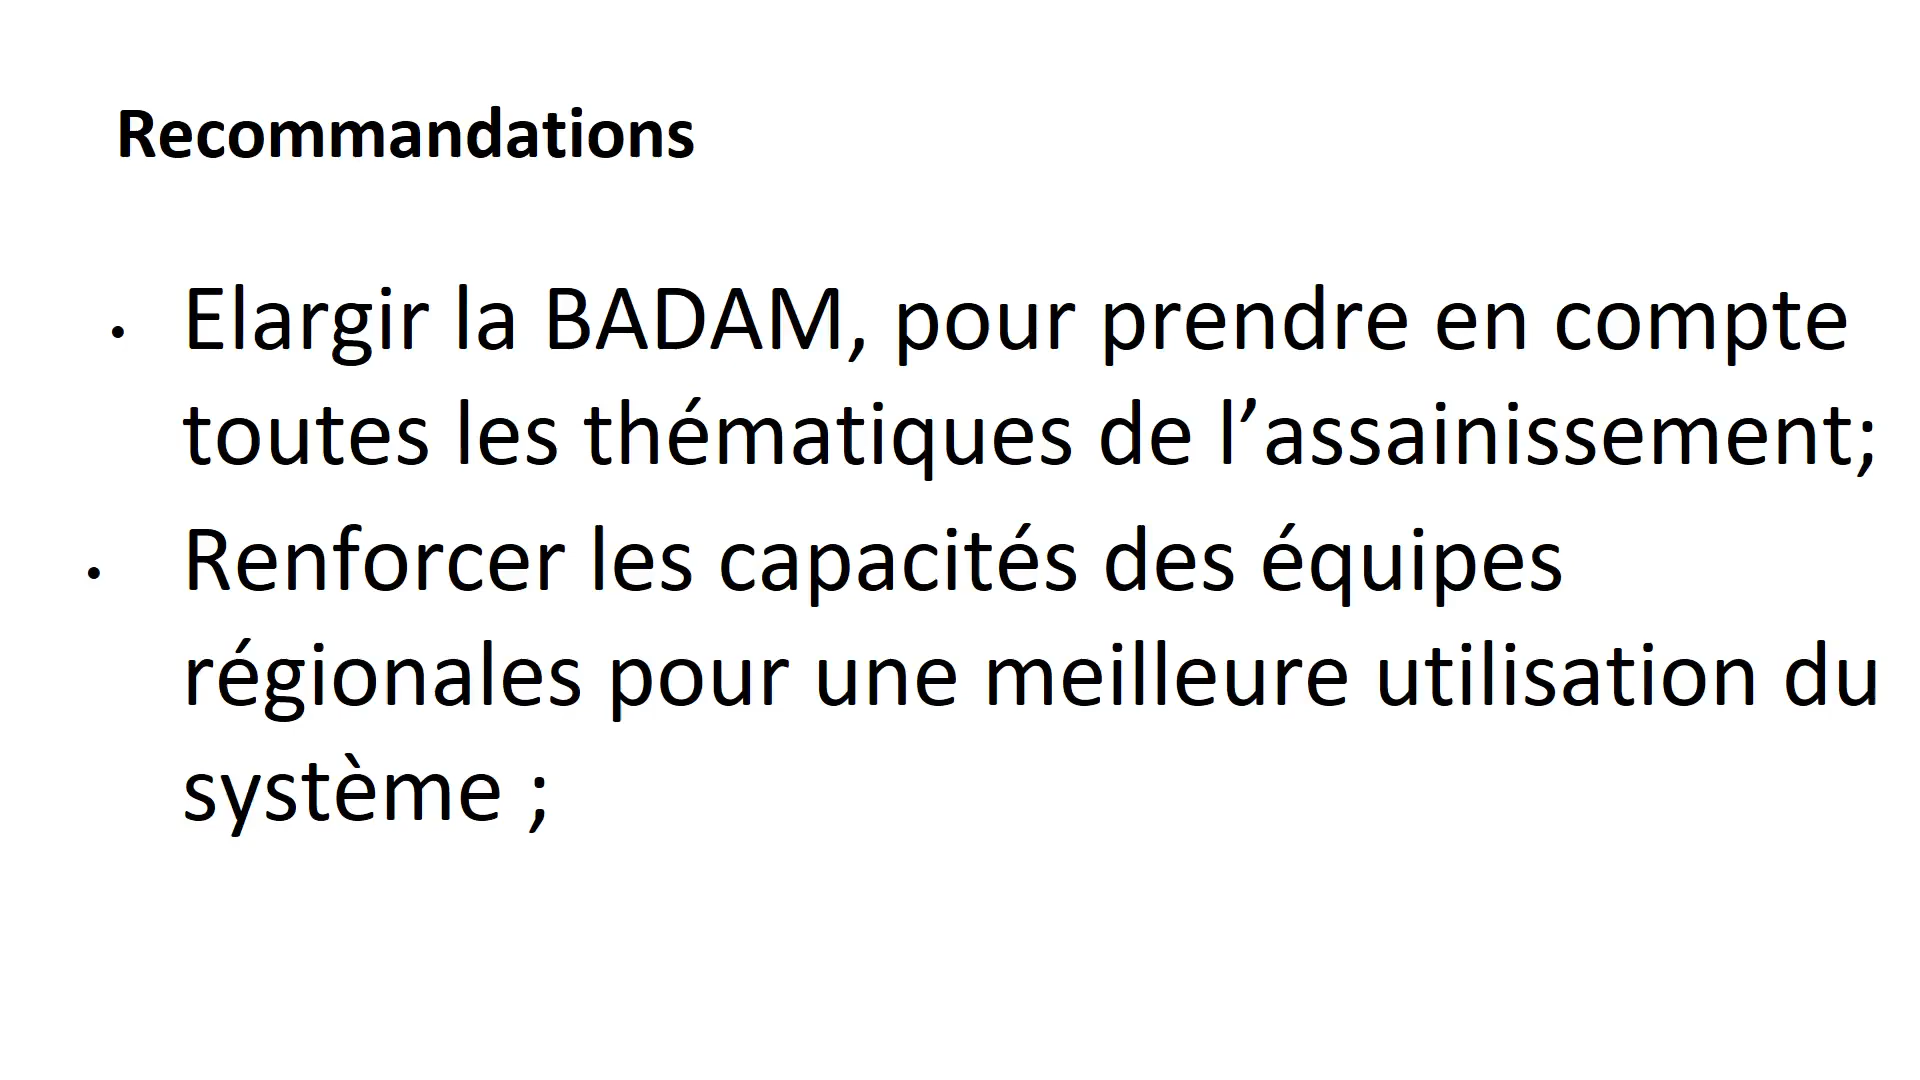 Recommandations
• Elargir la BADAM, pour prendre en compte
toutes les thématiques de l’assainissement;
• Renforcer les capacités des équipes
régionales pour une meilleure utilisation du
système ;